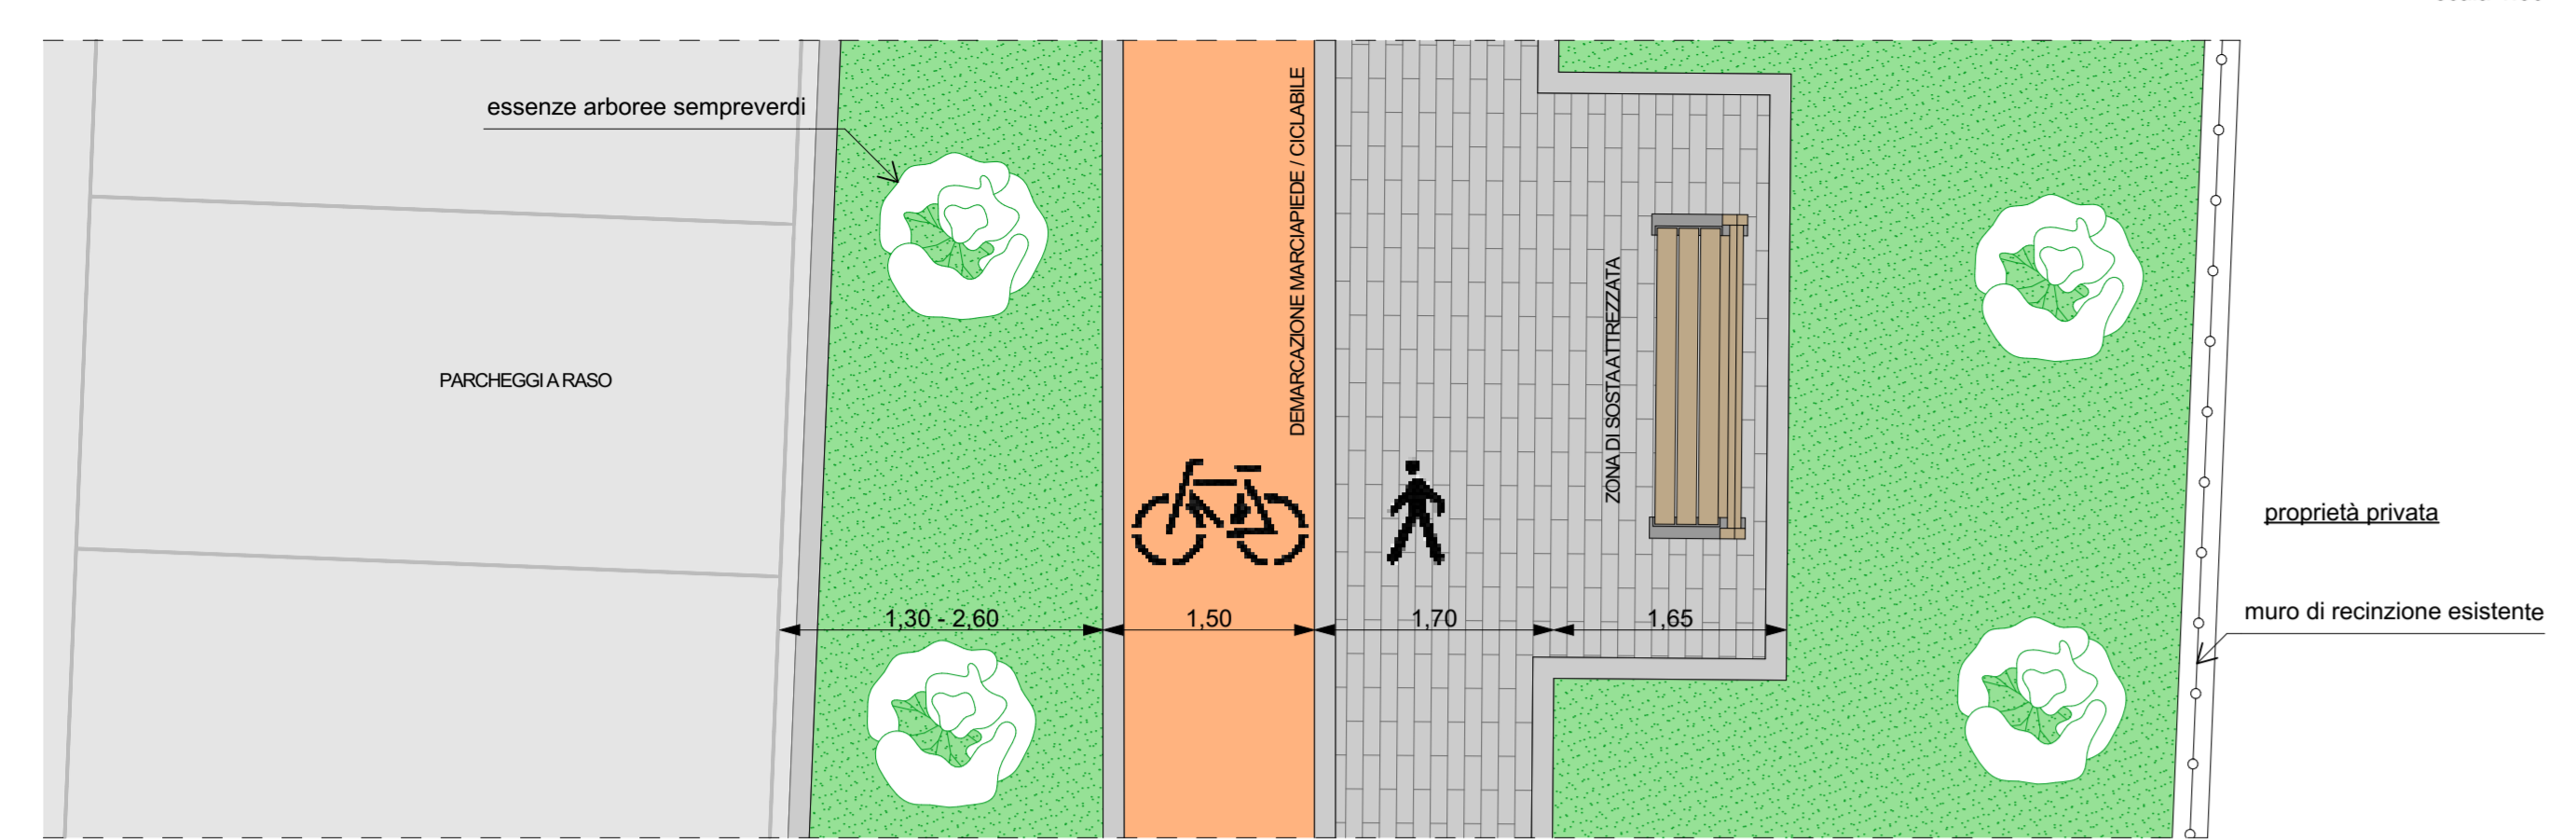 essenze arboree sempreverdi
DEMARCAZIONE MARCIAPIEDE / CICLABILE
ZONA DI SOSTA ATTREZZATA
PARCHEGGI A RASO
proprietà privata
muro di recinzione esistente
1,30 - 2,60
1,50
1,70
1,65